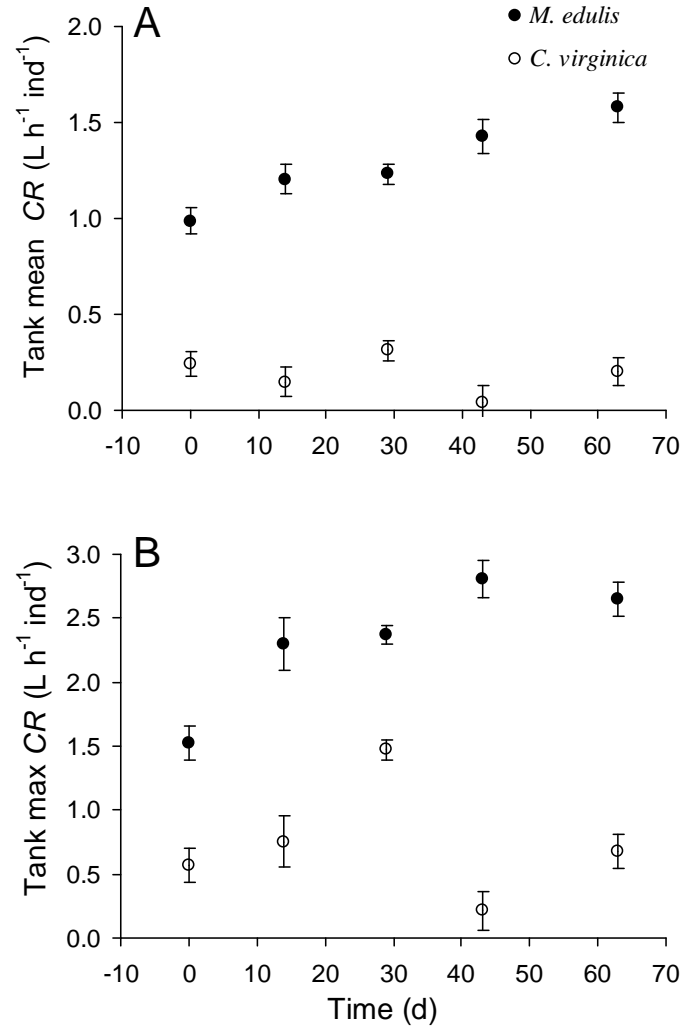 A
● M. edulis
○ C. virginica
Tank mean CR (L h⁻¹ ind⁻¹)
2.0
1.5
1.0
0.5
0.0
-10 0 10 20 30 40 50 60 70
B
Tank max CR (L h⁻¹ ind⁻¹)
3.0
2.5
2.0
1.5
1.0
0.5
0.0
-10 0 10 20 30 40 50 60 70
Time (d)